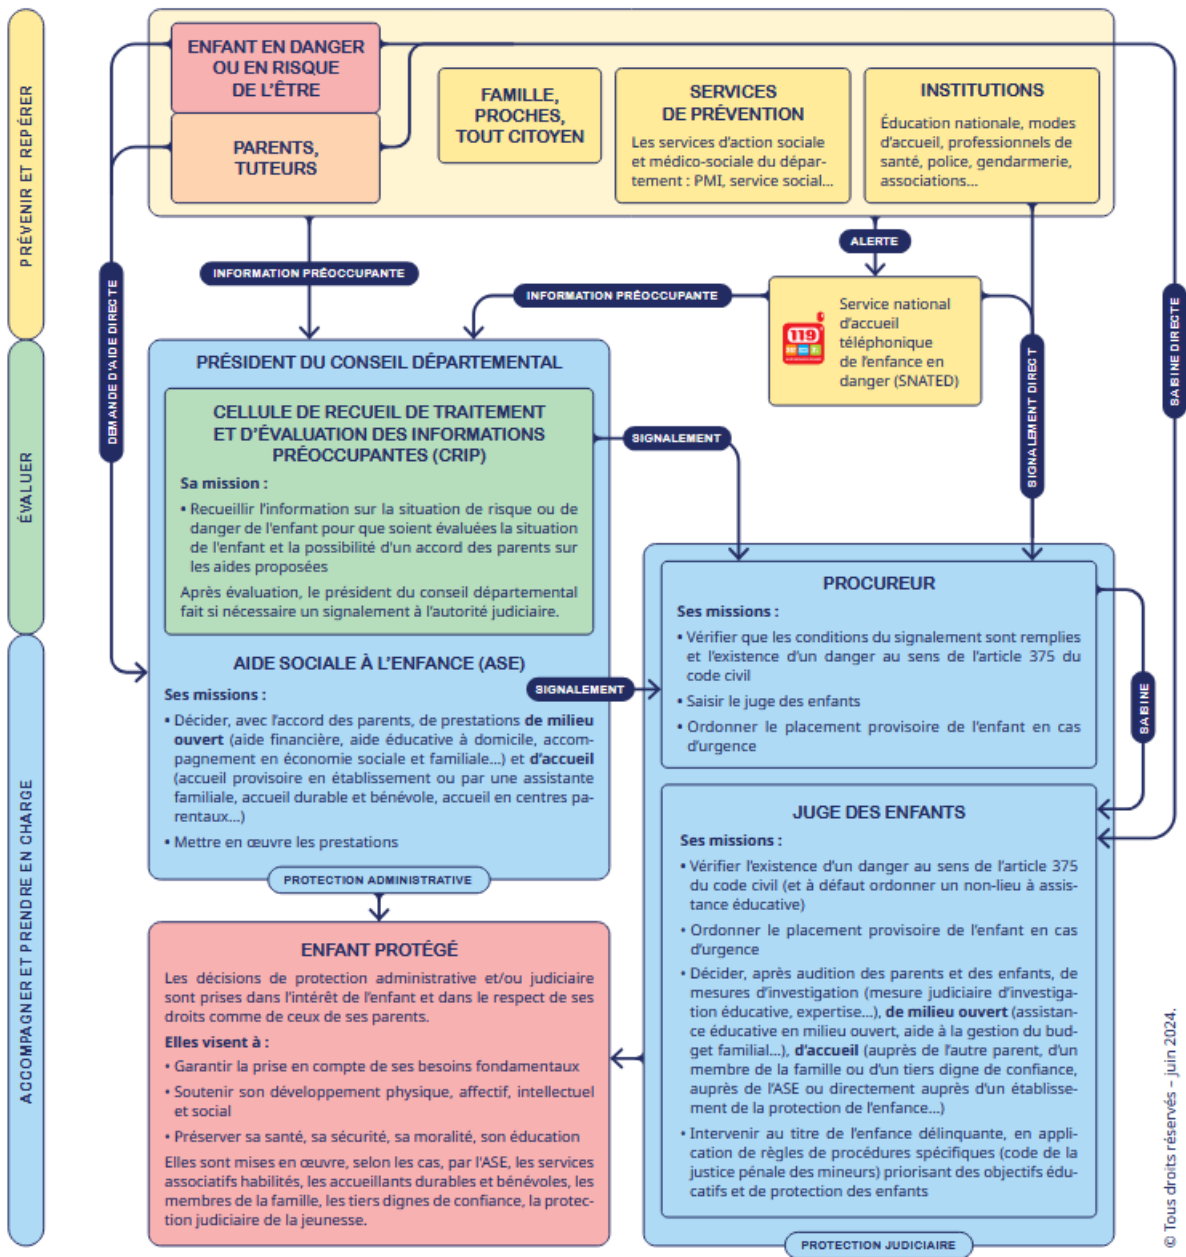 PRÉVENIR ET REPÉRER
ÉVALUER
ACCOMPAGNER ET PRENDRE EN CHARGE
ENFANT EN DANGER
OU EN RISQUE
DE L'ÊTRE
PARENTS,
TUTEURS
FAMILLE,
PROCHES,
TOUT CITOYEN
SERVICES
DE PRÉVENTION
Les services d'action sociale
et médico-sociale du dépar-
tement : PMI, service social...
INSTITUTIONS
Éducation nationale, modes
d'accueil, professionnels de
santé, police, gendarmerie,
associations...
ALERTE
INFORMATION PRÉOCCUPANTE
INFORMATION PRÉOCCUPANTE
DEMANDE D'AIDE DIRECTE
119
Service national
d'accueil
téléphonique
de l'enfance en
danger (SNATED)
SIGNALEMENT DIRECT
SAISINE DIRECTE
PRÉSIDENT DU CONSEIL DÉPARTEMENTAL
CELLULE DE RECUEIL DE TRAITEMENT
ET D'ÉVALUATION DES INFORMATIONS
PRÉOCCUPANTES (CRIP)
Sa mission :
• Recueillir l'information sur la situation de risque ou de
danger de l'enfant pour que soient évaluées la situation
de l'enfant et la possibilité d'un accord des parents sur
les aides proposées
Après évaluation, le président du conseil départemental
fait si nécessaire un signalement à l'autorité judiciaire.
SIGNALEMENT
AIDE SOCIALE À L'ENFANCE (ASE)
Ses missions :
• Décider, avec l'accord des parents, de prestations de milieu
ouvert (aide financière, aide éducative à domicile, accom-
pagnement en économie sociale et familiale...) et d'accueil
(accueil provisoire en établissement ou par une assistante
familiale, accueil durable et bénévole, accueil en centres pa-
rentaux...)
• Mettre en œuvre les prestations
SIGNALEMENT
PROTECTION ADMINISTRATIVE
PROCUREUR
Ses missions :
• Vérifier que les conditions du signalement sont remplies
et l'existence d'un danger au sens de l'article 375 du
code civil
• Saisir le juge des enfants
• Ordonner le placement provisoire de l'enfant en cas
d'urgence
SAISINE
JUGE DES ENFANTS
Ses missions :
• Vérifier l'existence d'un danger au sens de l'article 375
du code civil (et à défaut ordonner un non-lieu à assis-
tance éducative)
• Ordonner le placement provisoire de l'enfant en cas
d'urgence
• Décider, après audition des parents et des enfants, de
mesures d'investigation (mesure judiciaire d'investiga-
tion éducative, expertise...), de milieu ouvert (assistan-
ce éducative en milieu ouvert, aide à la gestion du bud-
get familial...), d'accueil (auprès de l'autre parent, d'un
membre de la famille ou d'un tiers digne de confiance,
auprès de l'ASE ou directement auprès d'un établisse-
ment de la protection de l'enfance...)
• Intervenir au titre de l'enfance délinquante, en appli-
cation de règles de procédures spécifiques (code de la
justice pénale des mineurs) priorisant des objectifs édu-
catifs et de protection des enfants
PROTECTION JUDICIAIRE
ENFANT PROTÉGÉ
Les décisions de protection administrative et/ou judiciaire
sont prises dans l'intérêt de l'enfant et dans le respect de ses
droits comme de ceux de ses parents.
Elles visent à :
• Garantir la prise en compte de ses besoins fondamentaux
• Soutenir son développement physique, affectif, intellectuel
et social
• Préserver sa santé, sa sécurité, sa moralité, son éducation
Elles sont mises en œuvre, selon les cas, par l'ASE, les services
associatifs habilités, les accueillants durables et bénévoles, les
membres de la famille, les tiers dignes de confiance, la protec-
tion judiciaire de la jeunesse.
© Tous droits réservés – juin 2024.